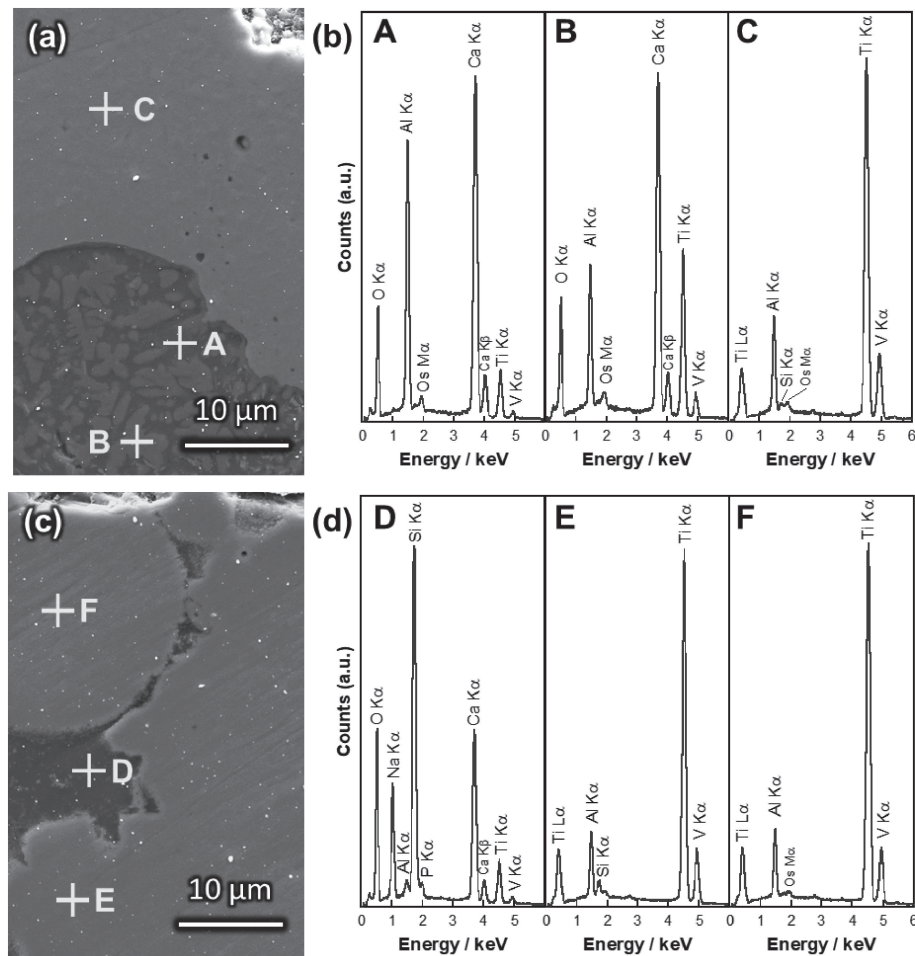 (a)
C
A
B
10 μm
(b)
A
B
C
Counts (a.u.)
O Kα
Al Kα
Os Mα
Ca Kα
Ca Kβ
Ti Kα
V Kα
0 1 2 3 4 5
Energy / keV
O Kα
Al Kα
Os Mα
Ca Kα
Ca Kβ
Ti Kα
V Kα
0 1 2 3 4 5
Energy / keV
Ti Lα
Al Kα
Si Kα
Os Mα
Ti Kα
V Kα
0 1 2 3 4 5 6
Energy / keV
(c)
F
D
E
10 μm
(d)
D
E
F
Counts (a.u.)
O Kα
Na Kα
Al Kα
Si Kα
P Kα
Ca Kα
Ca Kβ
Ti Kα
V Kα
0 1 2 3 4 5
Energy / keV
Ti Lα
Al Kα
Si Kα
Ti Kα
V Kα
0 1 2 3 4 5
Energy / keV
Ti Lα
Al Kα
Os Mα
Ti Kα
V Kα
0 1 2 3 4 5 6
Energy / keV